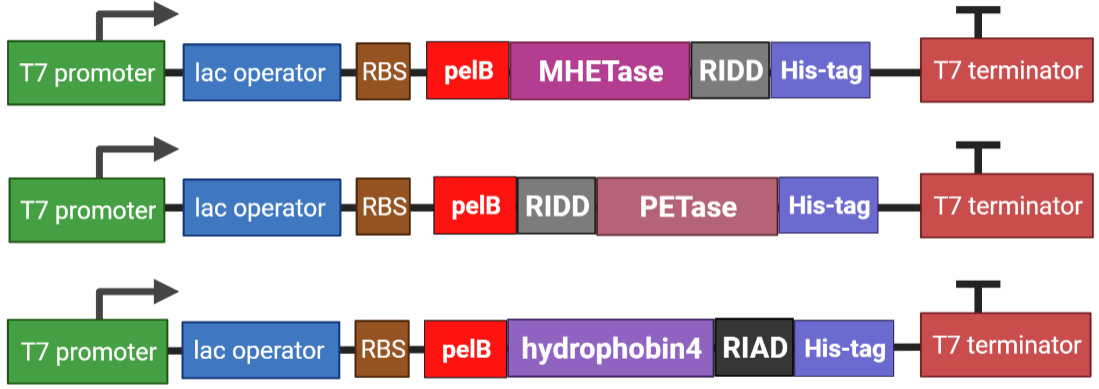 T7 promoter lac operator RBS pelB MHETase RIDD His-tag T7 terminator
T7 promoter lac operator RBS pelB RIDD PETase His-tag T7 terminator
T7 promoter lac operator RBS pelB hydrophobin4 RIAD His-tag T7 terminator